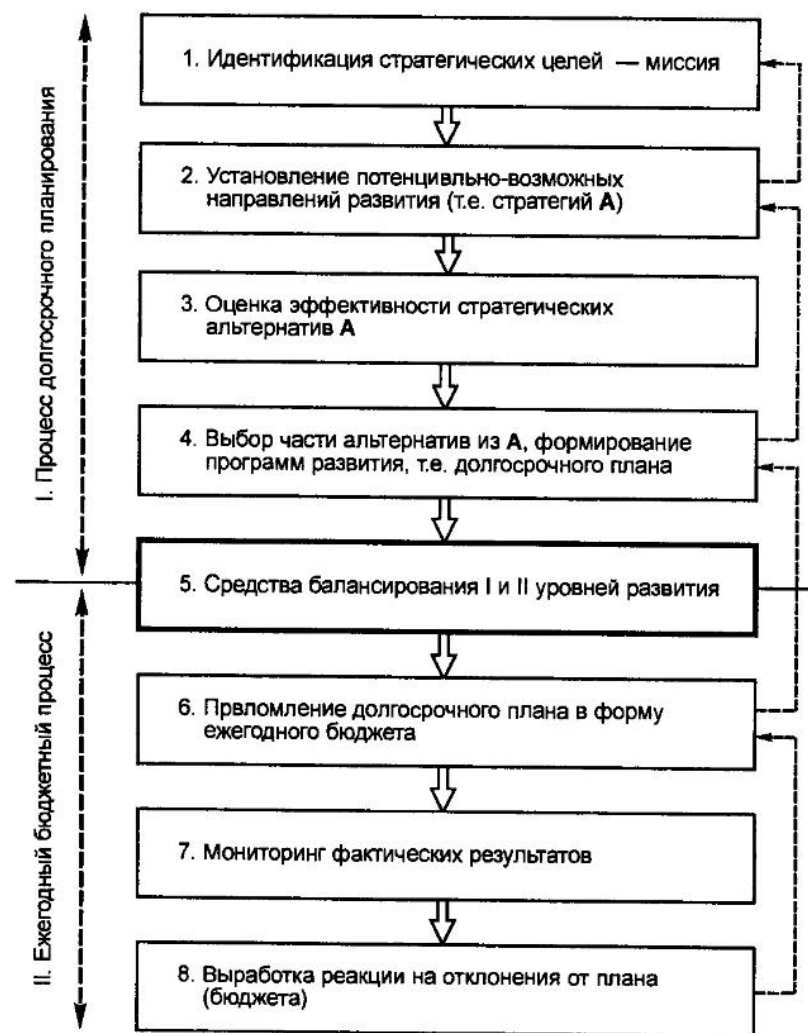 I. Процесс долгосрочного планирования
1. Идентификация стратегических целей — миссия
2. Установление потенцивльно-возможных
направлений развития (т.е. стратегий А)
3. Оценка эффективности стратегических
альтернатив А
4. Выбор части альтернатив из А, формирование
программ развития, т.е. долгосрочного плана
5. Средства балансирования I и II уровней развития
II. Ежегодный бюджетный процесс
6. Првломление долгосрочного плана в форму
ежегодного бюджета
7. Мониторинг фактических результатов
8. Выработка реакции на отклонения от плана
(бюджета)